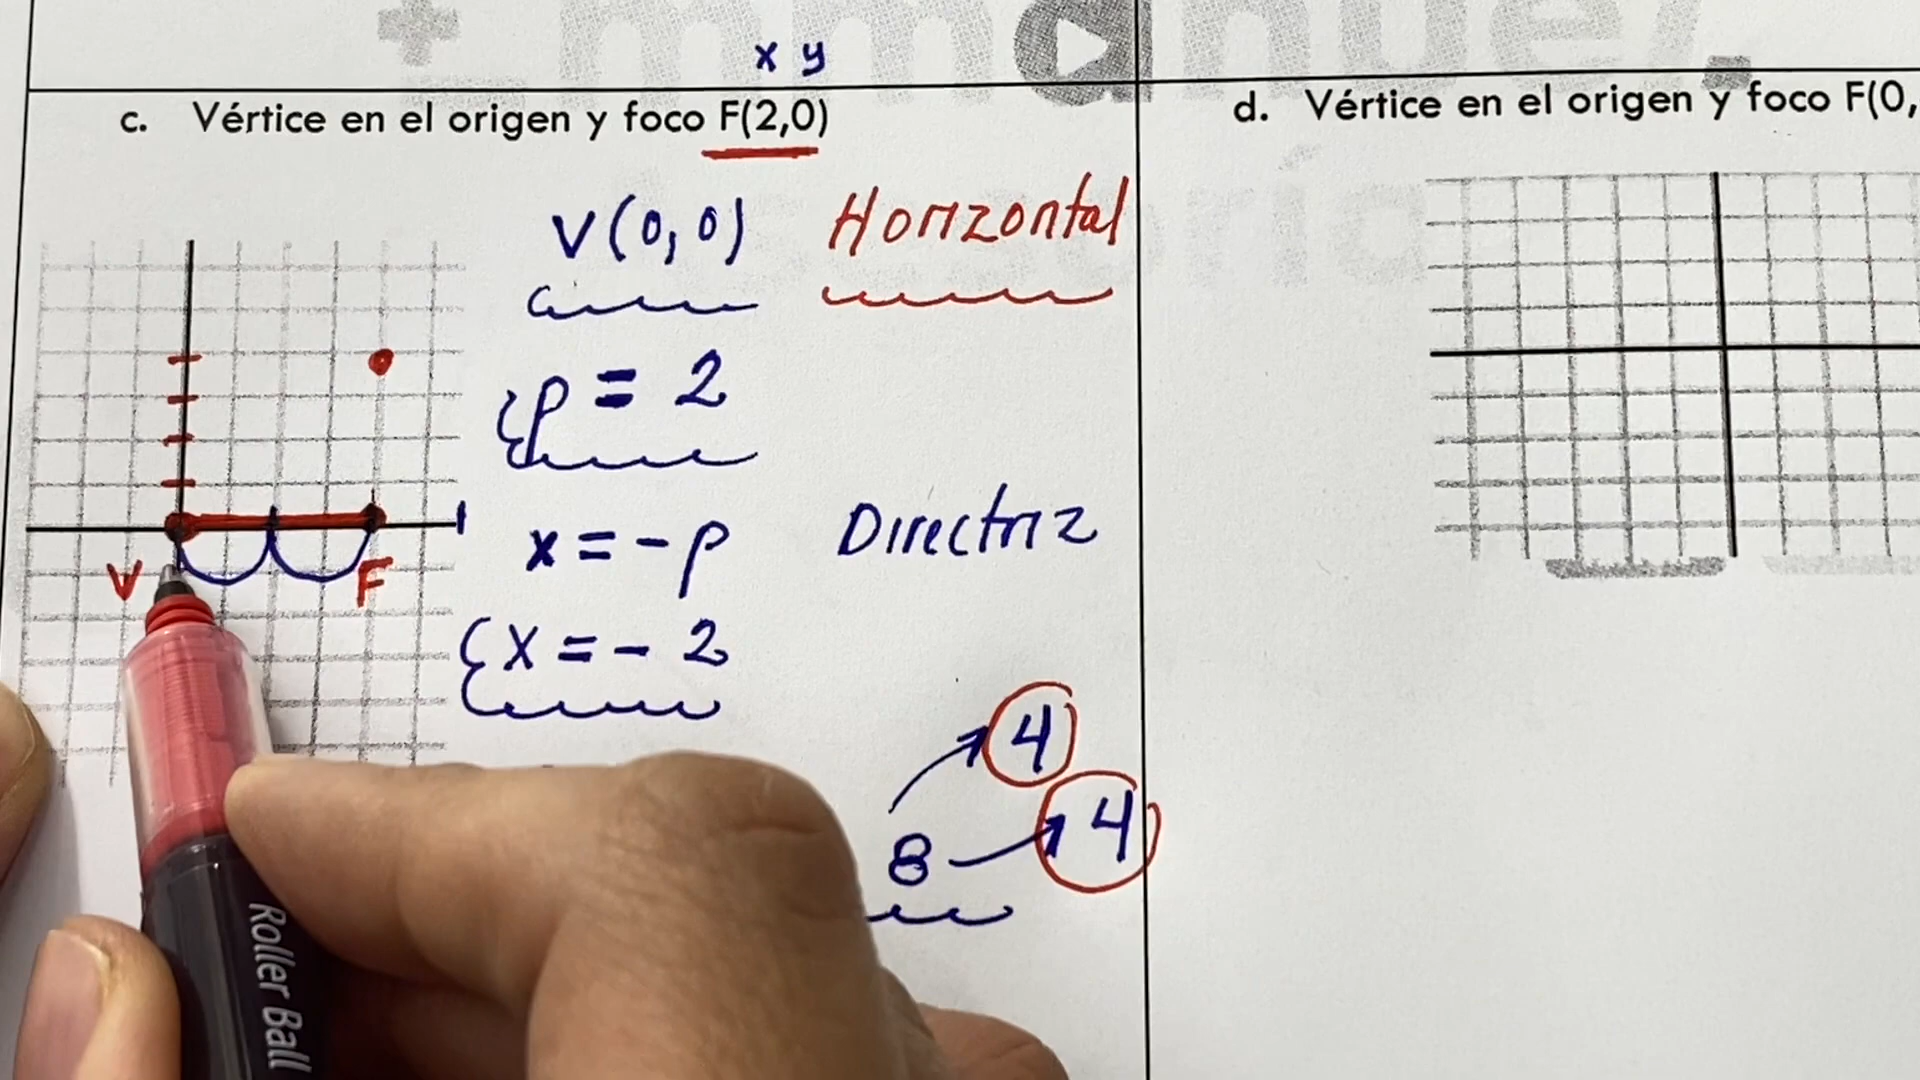 x y
c. Vértice en el origen y foco F(2,0)
V(0,0) Horizontal
p = 2
x = - p Directriz
x = - 2
V F
4
8 4
d. Vértice en el origen y foco F(0,
Roller Ball